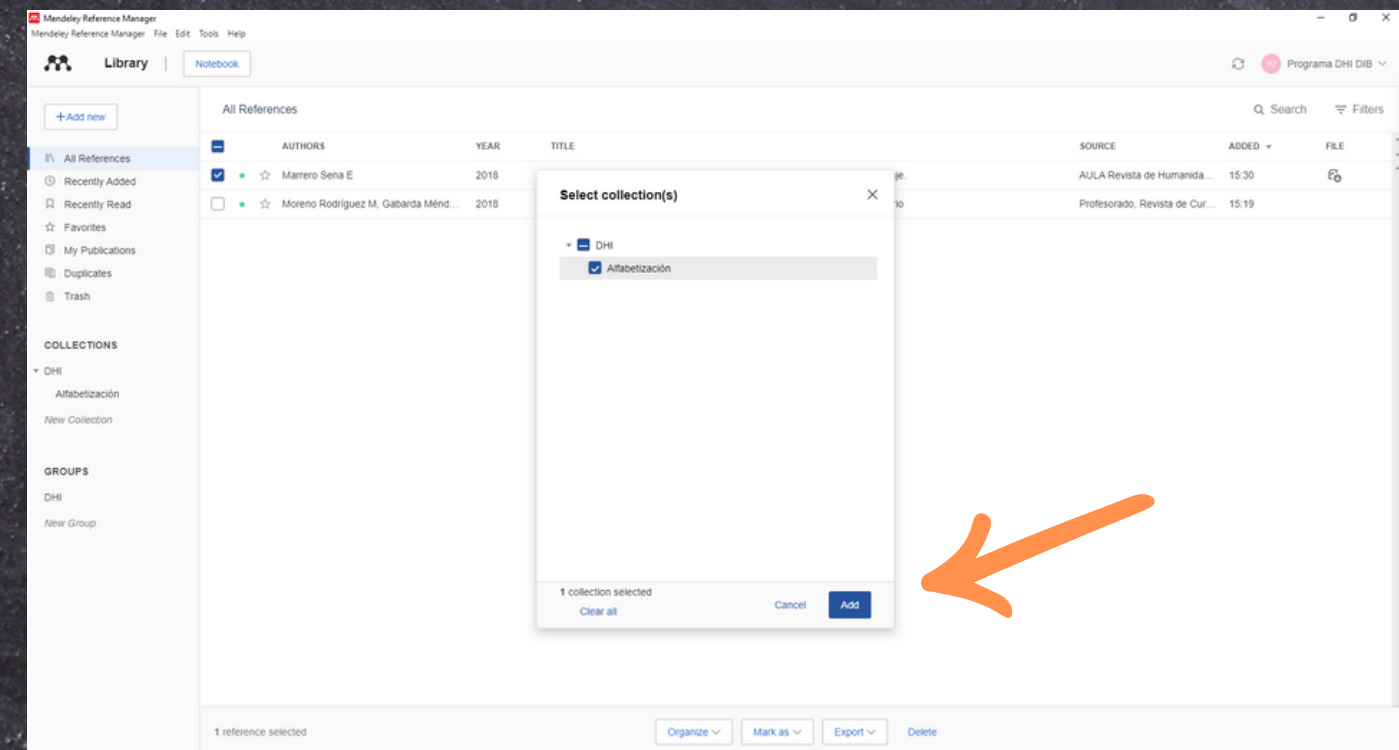 Mendeley Reference Manager
Mendeley Reference Manager File Edit Tools Help
Library Notebook
Programa DHI DIB
+Add new
All References
Recently Added
Recently Read
Favorites
My Publications
Duplicates
Trash
COLLECTIONS
DHI
Alfabetización
New Collection
GROUPS
DHI
New Group
All References
Search Filters
AUTHORS YEAR TITLE SOURCE ADDED FILE
Marrero Sena E 2018 je. AULA Revista de Humanida... 15:30
Moreno Rodríguez M, Gabarda Ménd... 2018 Profesorado, Revista de Cur... 15:19
Select collection(s)
DHI
Alfabetización
1 collection selected
Clear all
Cancel Add
1 reference selected
Organize Mark as Export Delete